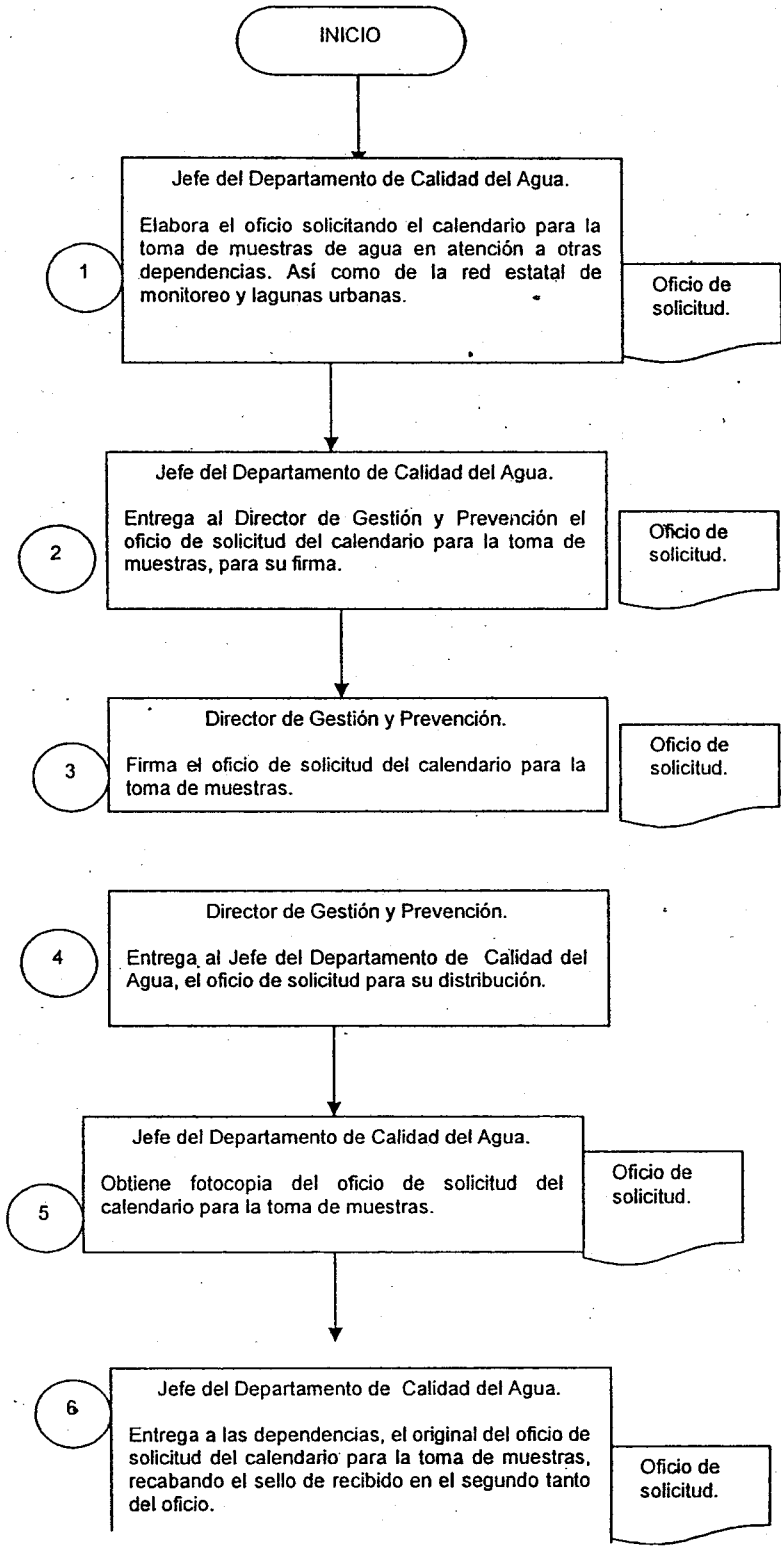 INICIO
Jefe del Departamento de Calidad del Agua.
Elabora el oficio solicitando el calendario para la
toma de muestras de agua en atención a otras
dependencias. Así como de la red estatal de
monitoreo y lagunas urbanas.
1
Oficio de
solicitud.
Jefe del Departamento de Calidad del Agua.
Entrega al Director de Gestión y Prevención el
oficio de solicitud del calendario para la toma de
muestras, para su firma.
2
Oficio de
solicitud.
Director de Gestión y Prevención.
Firma el oficio de solicitud del calendario para la
toma de muestras.
3
Oficio de
solicitud.
Director de Gestión y Prevención.
Entrega al Jefe del Departamento de Calidad del
Agua, el oficio de solicitud para su distribución.
4
Jefe del Departamento de Calidad del Agua.
Obtiene fotocopia del oficio de solicitud del
calendario para la toma de muestras.
5
Oficio de
solicitud.
Jefe del Departamento de Calidad del Agua.
Entrega a las dependencias, el original del oficio de
solicitud del calendario para la toma de muestras,
recabando el sello de recibido en el segundo tanto
del oficio.
6
Oficio de
solicitud.